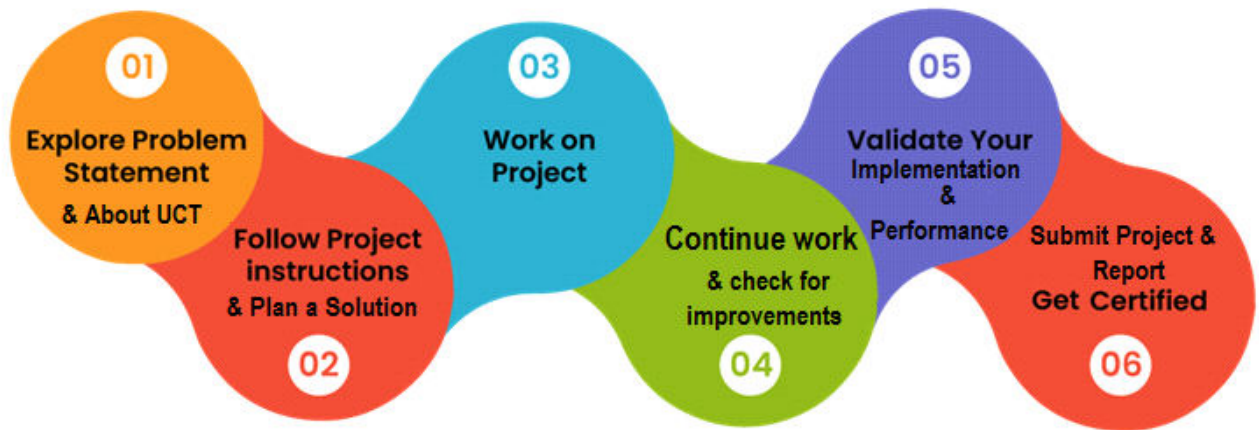 01
Explore Problem
Statement
& About UCT
Follow Project
instructions
& Plan a Solution
02
03
Work on
Project
Continue work
& check for
improvements
04
05
Validate Your
Implementation
&
Performance
Submit Project &
Report
Get Certified
06